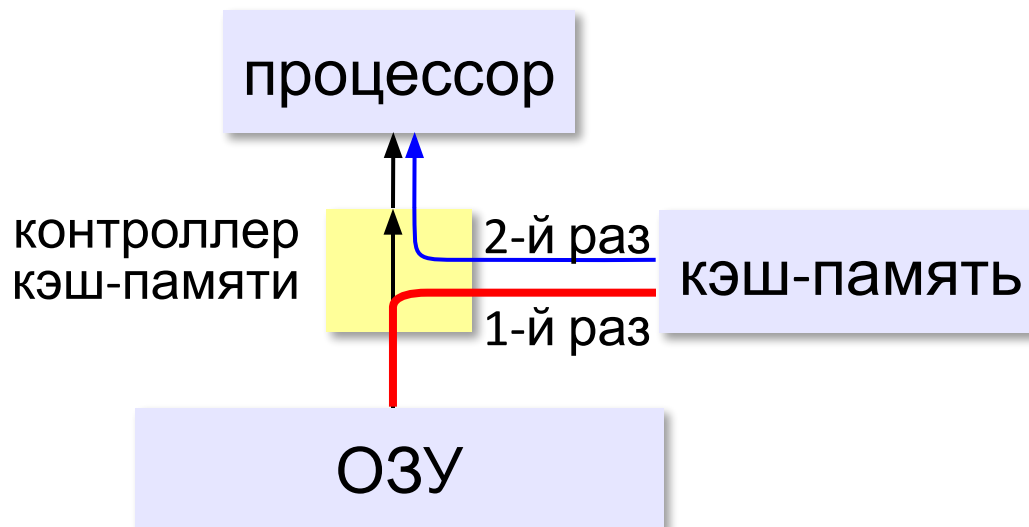 процессор
контроллер
кэш-памяти
2-й раз
кэш-память
1-й раз
ОЗУ